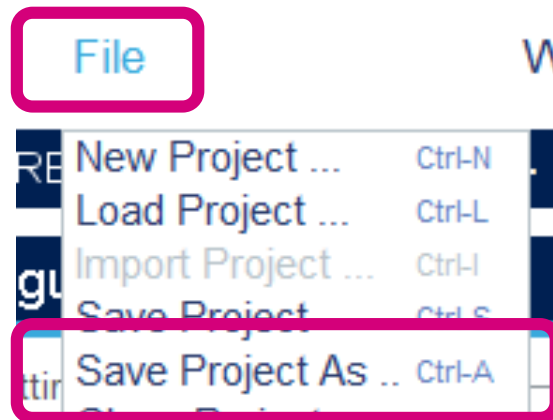 File
New Project ... Ctrl-N
Load Project ... Ctrl-L
Import Project ... Ctrl-I
Save Project Ctrl-S
Save Project As .. Ctrl-A